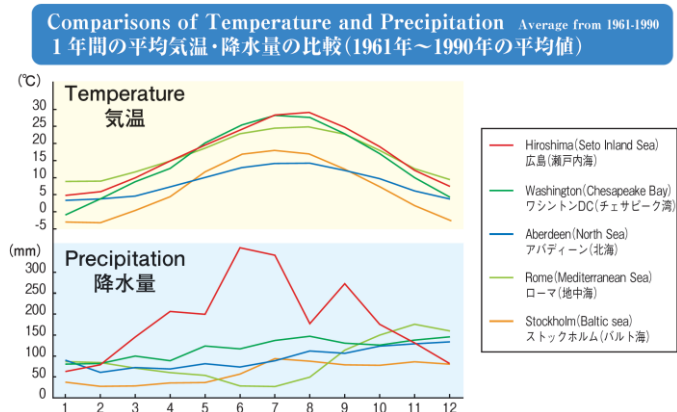 Comparisons of Temperature and Precipitation Average from 1961-1990
1年間の平均気温・降水量の比較(1961年～1990年の平均値)
(℃)
Temperature
気温
30
25
20
15
10
5
0
-5
(mm)
Precipitation
降水量
300
250
200
150
100
50
0
1 2 3 4 5 6 7 8 9 10 11 12
Hiroshima(Seto Inland Sea)
広島(瀬戸内海)
Washington(Chesapeake Bay)
ワシントンDC(チェサピーク湾)
Aberdeen(North Sea)
アバディーン(北海)
Rome(Mediterranean Sea)
ローマ(地中海)
Stockholm(Baltic sea)
ストックホルム(バルト海)